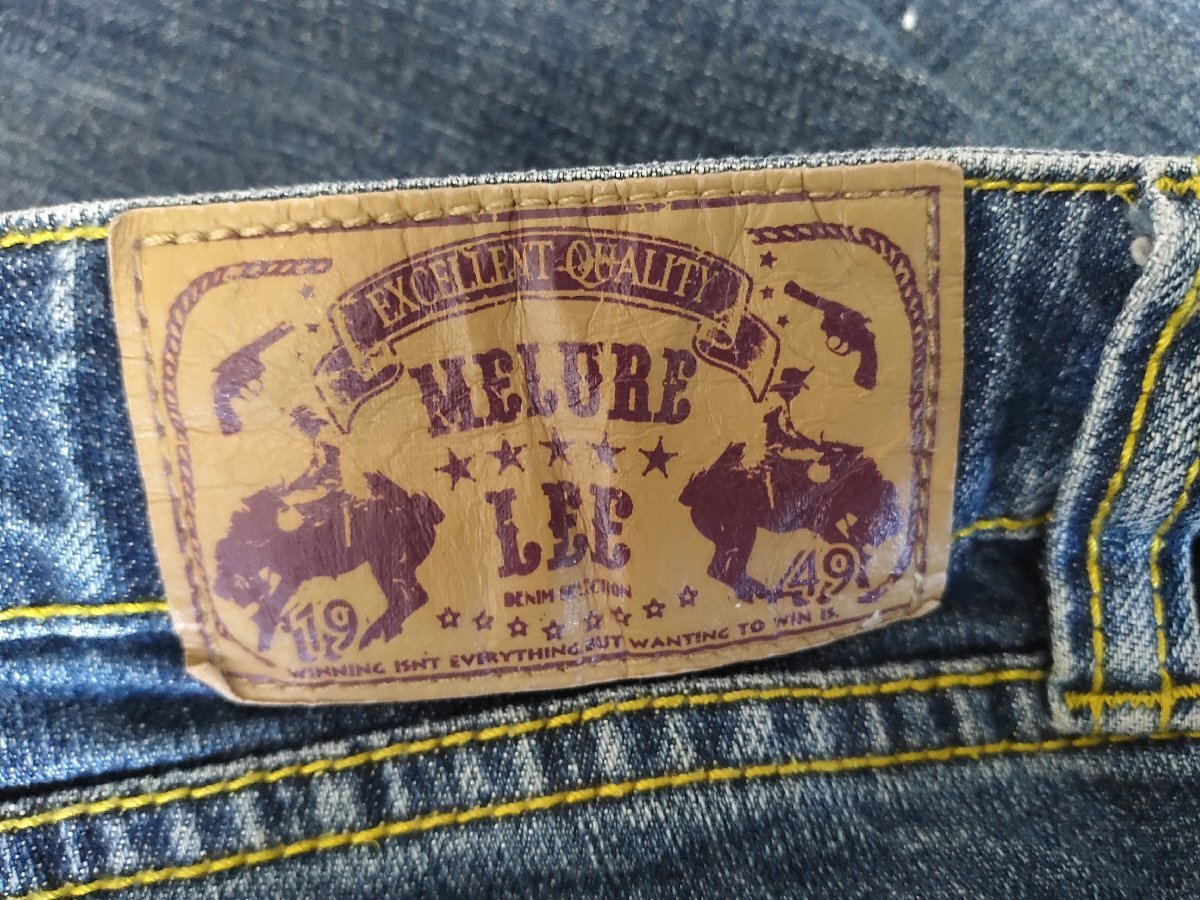 EXCELLENT QUALITY
MELURE
LEE
DENIM SELECTION
19 49
WINNING ISN'T EVERYTHING BUT WANTING TO WIN IS.